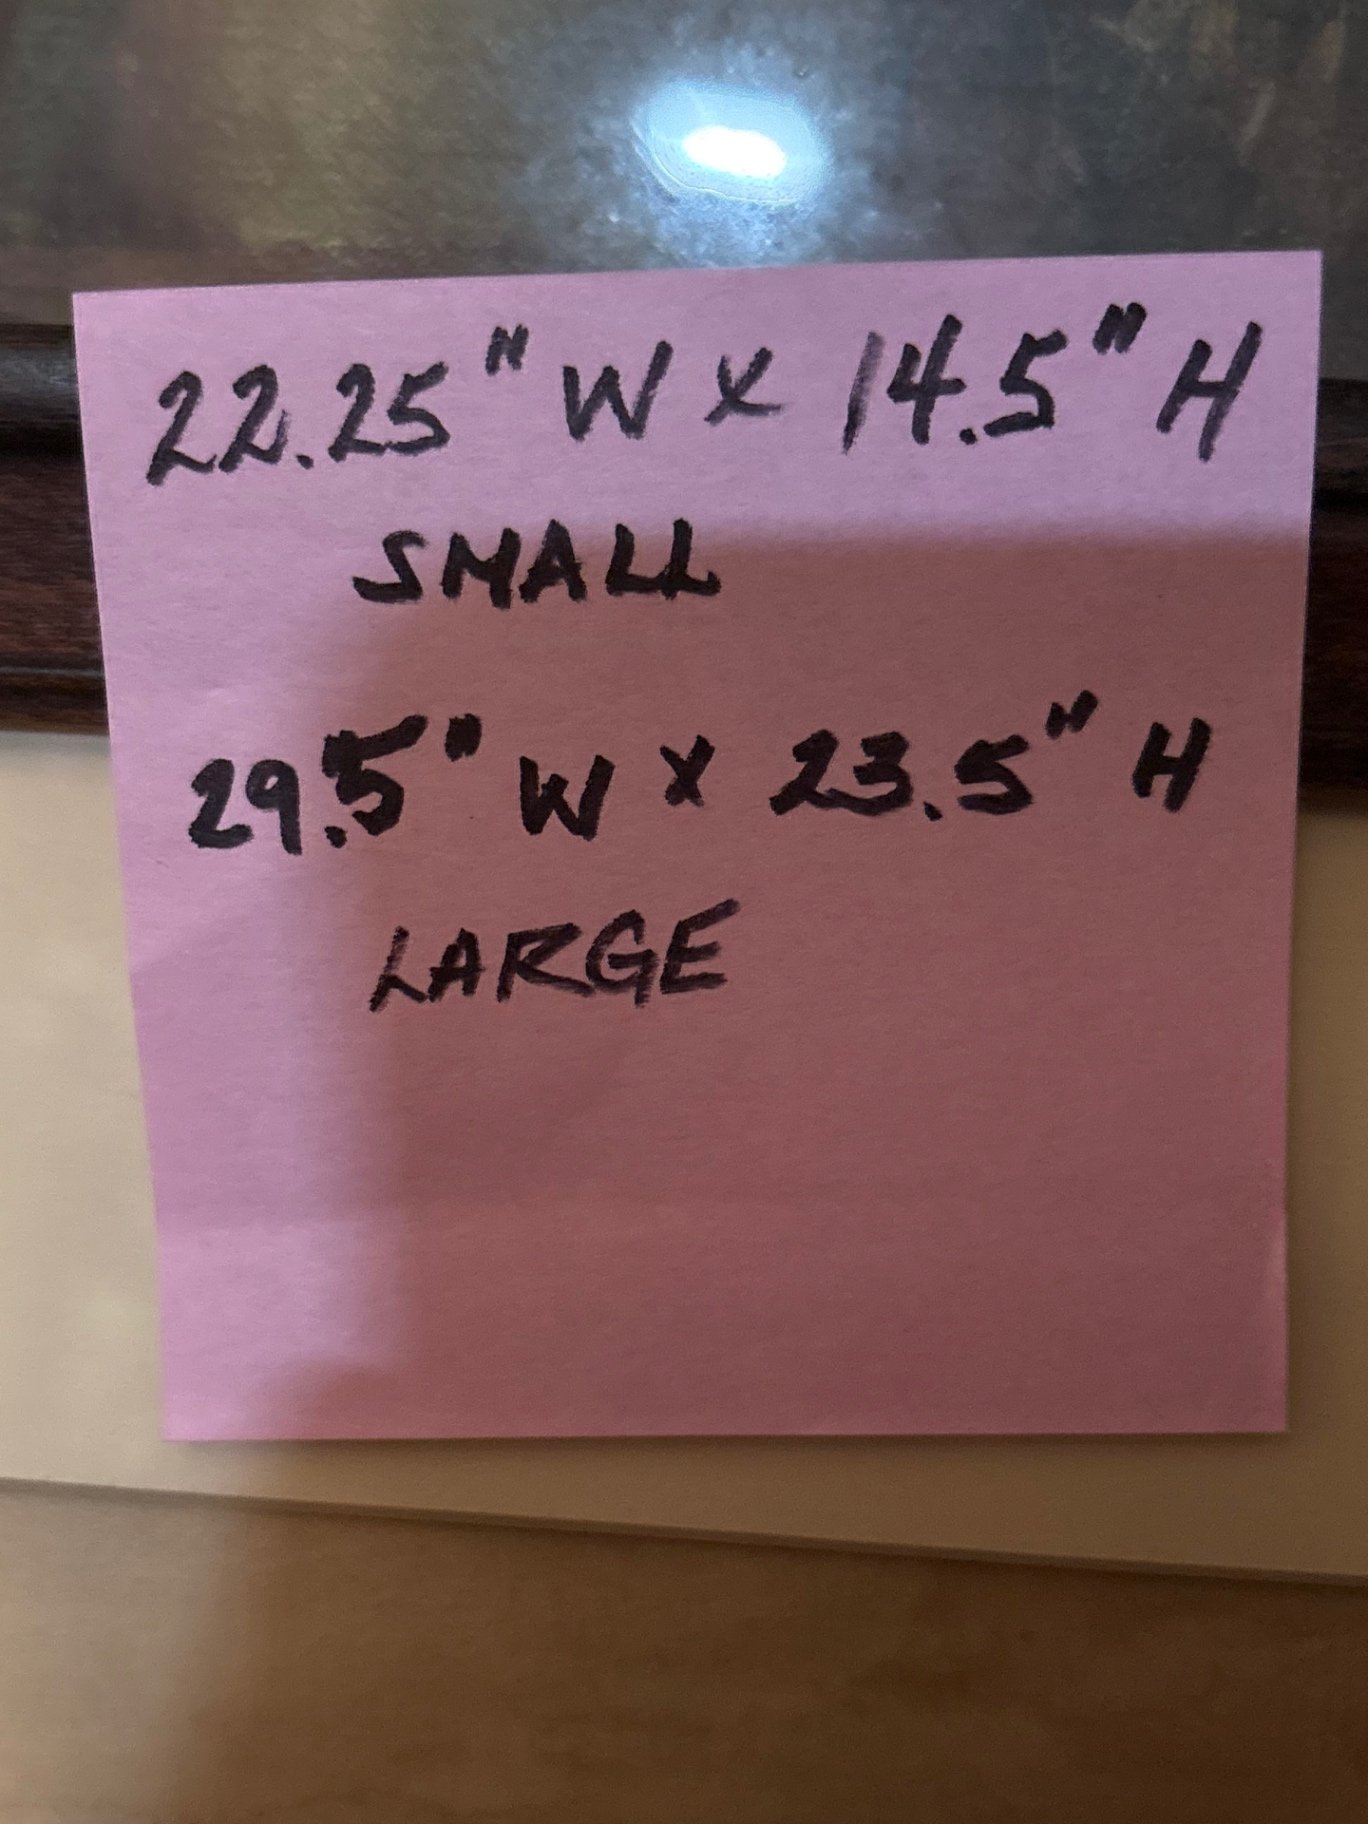 22.25" W x 14.5" H
SMALL
29.5" W x 23.5" H
LARGE